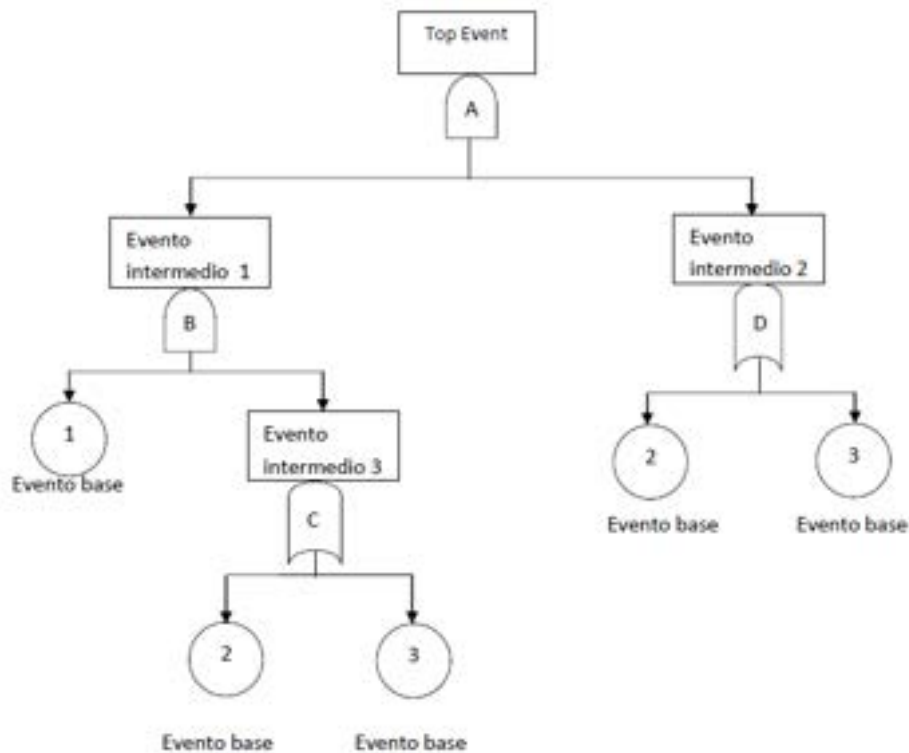 Top Event
A
Evento
intermedio 1
Evento
intermedio 2
B
D
1
Evento base
Evento
intermedio 3
2
3
Evento base
Evento base
C
2
3
Evento base
Evento base